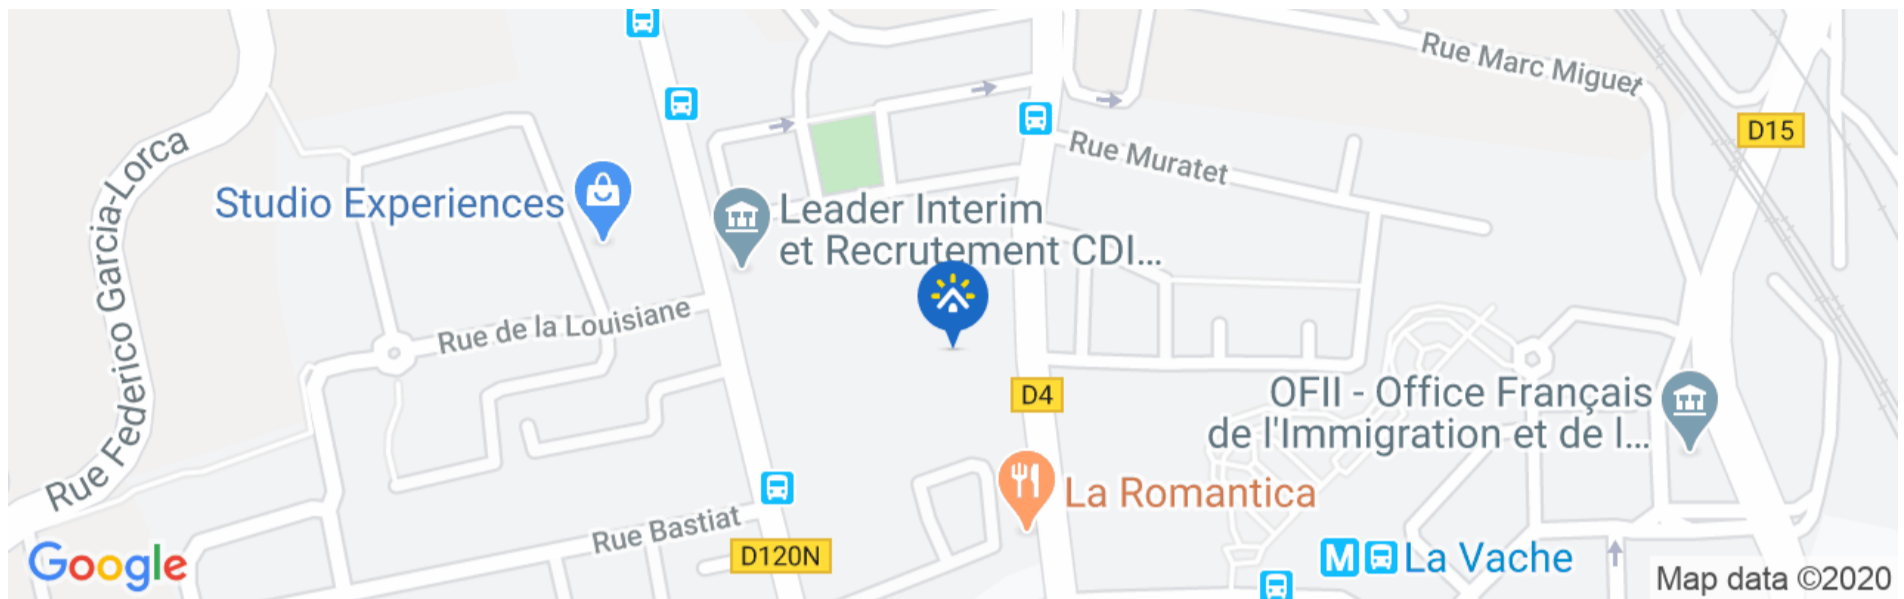 Rue Marc Miguet
D15
Rue Muratet
Rue Federico Garcia-Lorca
Studio Experiences
Leader Interim
et Recrutement CDI...
Rue de la Louisiane
D4
OFII - Office Français
de l'Immigration et de l...
La Romantica
Rue Bastiat
D120N
M
La Vache
Google
Map data ©2020